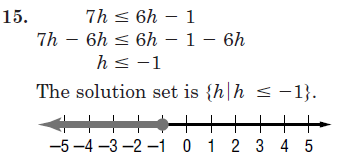 15. 7h ≤ 6h − 1
7h − 6h ≤ 6h − 1 − 6h
h ≤ −1
The solution set is {h|h ≤ −1}.
−5 −4 −3 −2 −1 0 1 2 3 4 5